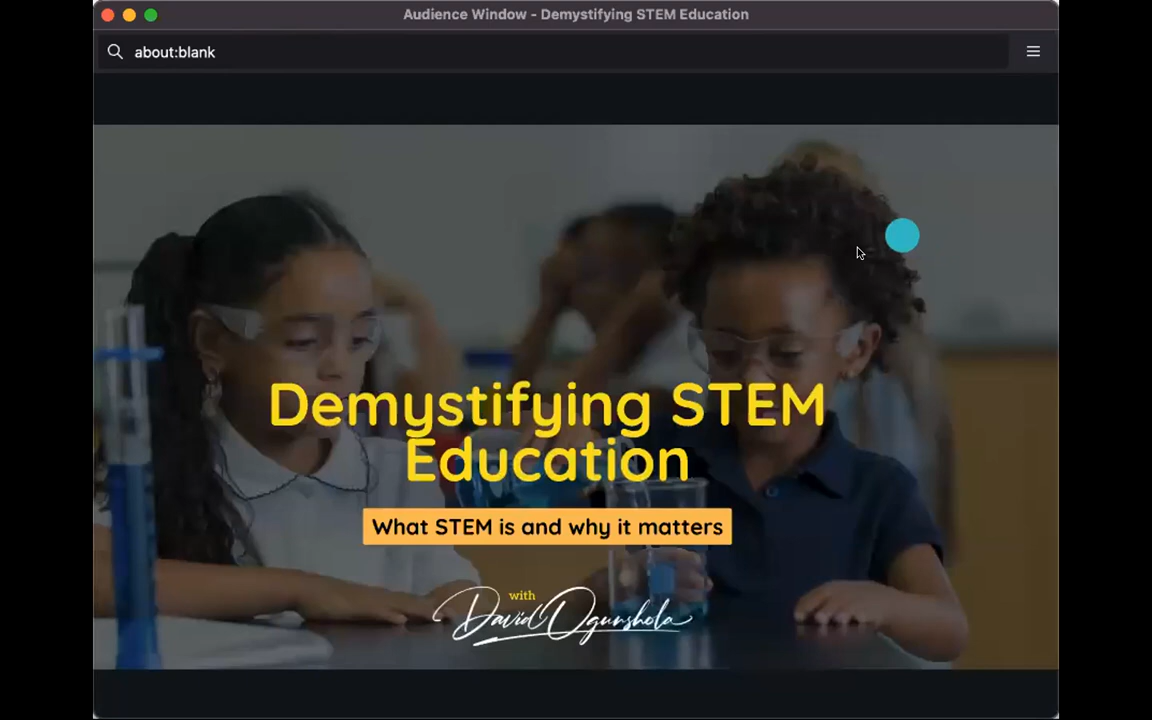 Audience Window - Demystifying STEM Education
about:blank
Demystifying STEM
Education
What STEM is and why it matters
with
David Ogunshola